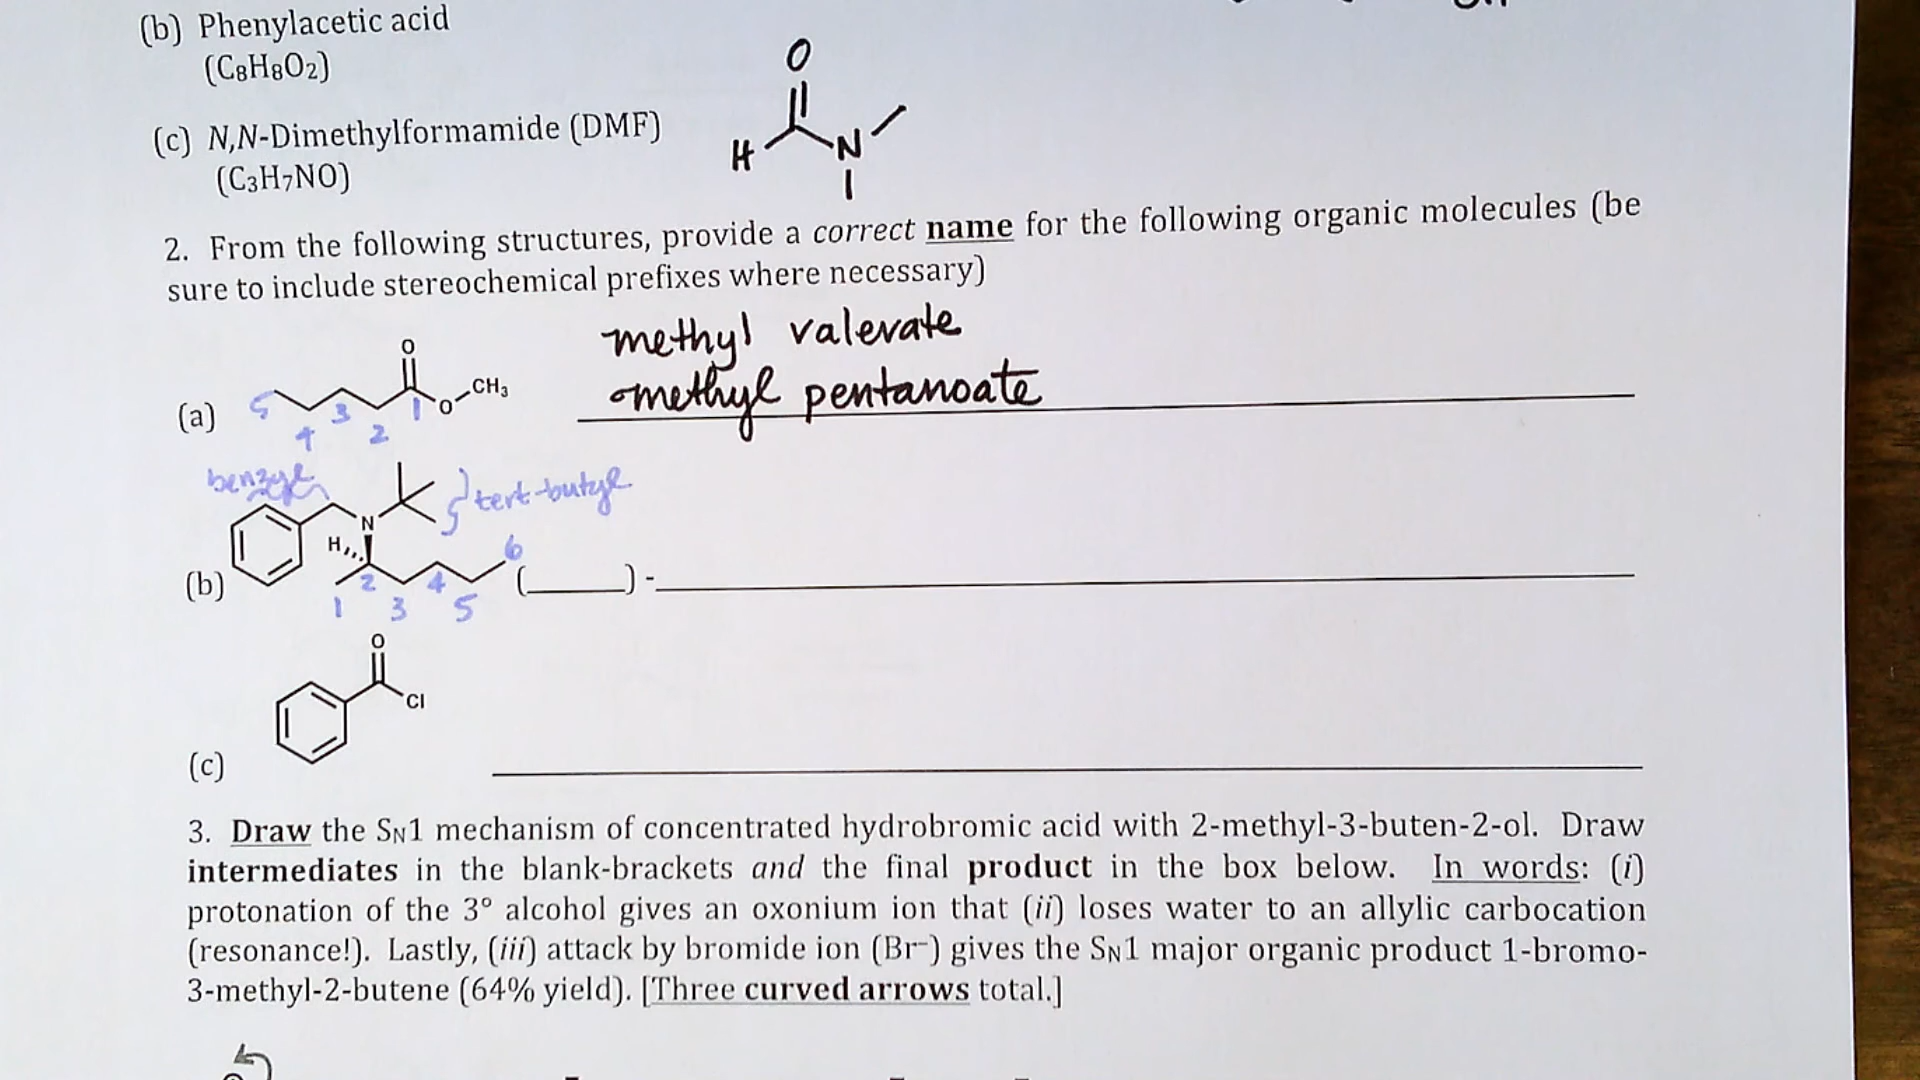 (b) Phenylacetic acid
(C8H8O2)
O
(c) N,N-Dimethylformamide (DMF)
(C3H7NO)
H N
2. From the following structures, provide a correct name for the following organic molecules (be
sure to include stereochemical prefixes where necessary)
methyl valerate
O
CH3
(a) 5 4 3 2 1 O methyl pentanoate
benzyl
tert-butyl
N
H
6
(b) 1 2 3 4 5 (_____) -
O
Cl
(c)
3. Draw the SN1 mechanism of concentrated hydrobromic acid with 2-methyl-3-buten-2-ol. Draw
intermediates in the blank-brackets and the final product in the box below. In words: (i)
protonation of the 3° alcohol gives an oxonium ion that (ii) loses water to an allylic carbocation
(resonance!). Lastly, (iii) attack by bromide ion (Br–) gives the SN1 major organic product 1-bromo-
3-methyl-2-butene (64% yield). [Three curved arrows total.]